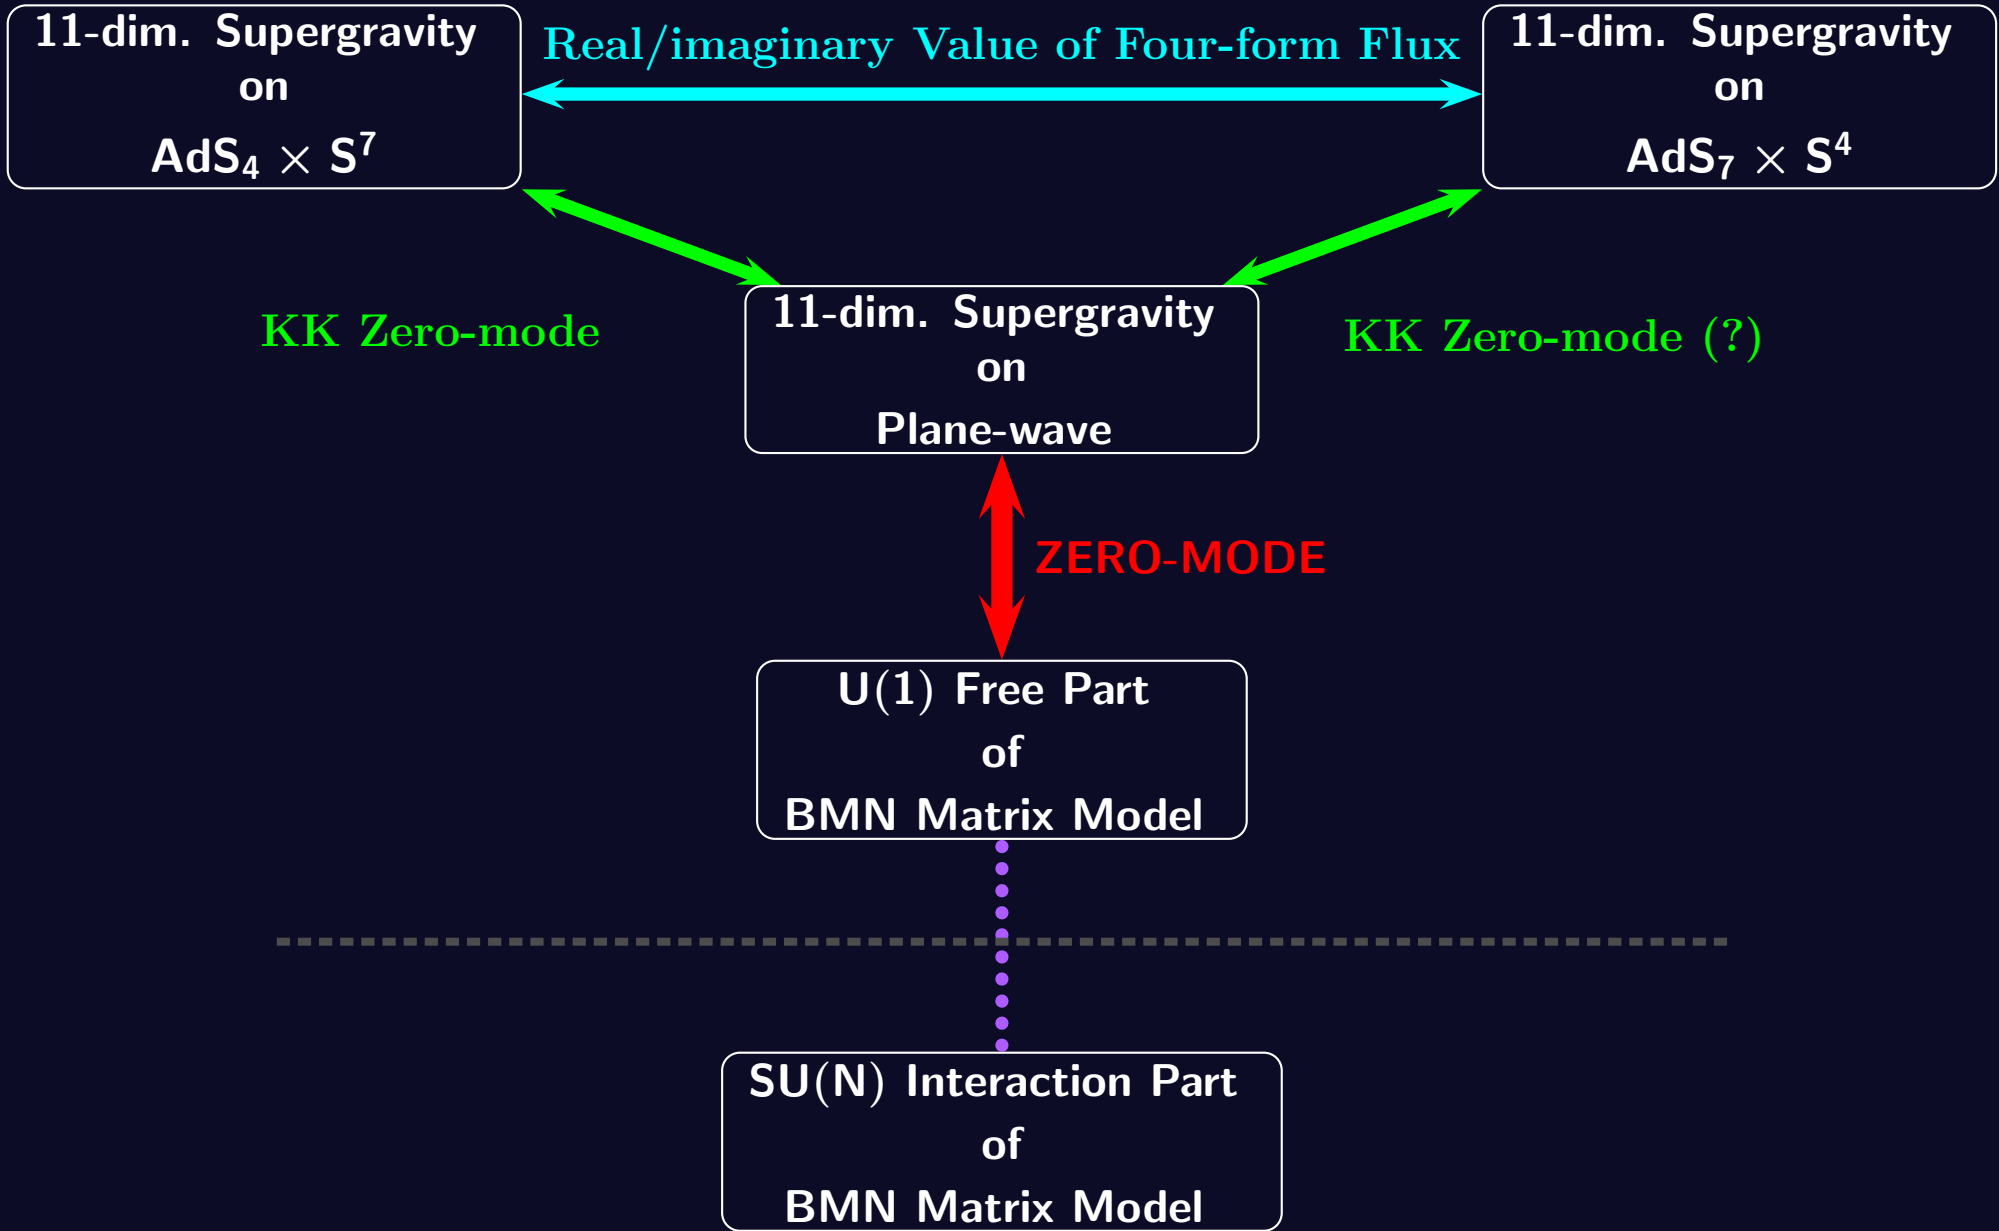 11-dim. Supergravity
on
AdS₄ × S⁷
Real/imaginary Value of Four-form Flux
11-dim. Supergravity
on
AdS₇ × S⁴
KK Zero-mode
KK Zero-mode (?)
11-dim. Supergravity
on
Plane-wave
ZERO-MODE
U(1) Free Part
of
BMN Matrix Model
SU(N) Interaction Part
of
BMN Matrix Model